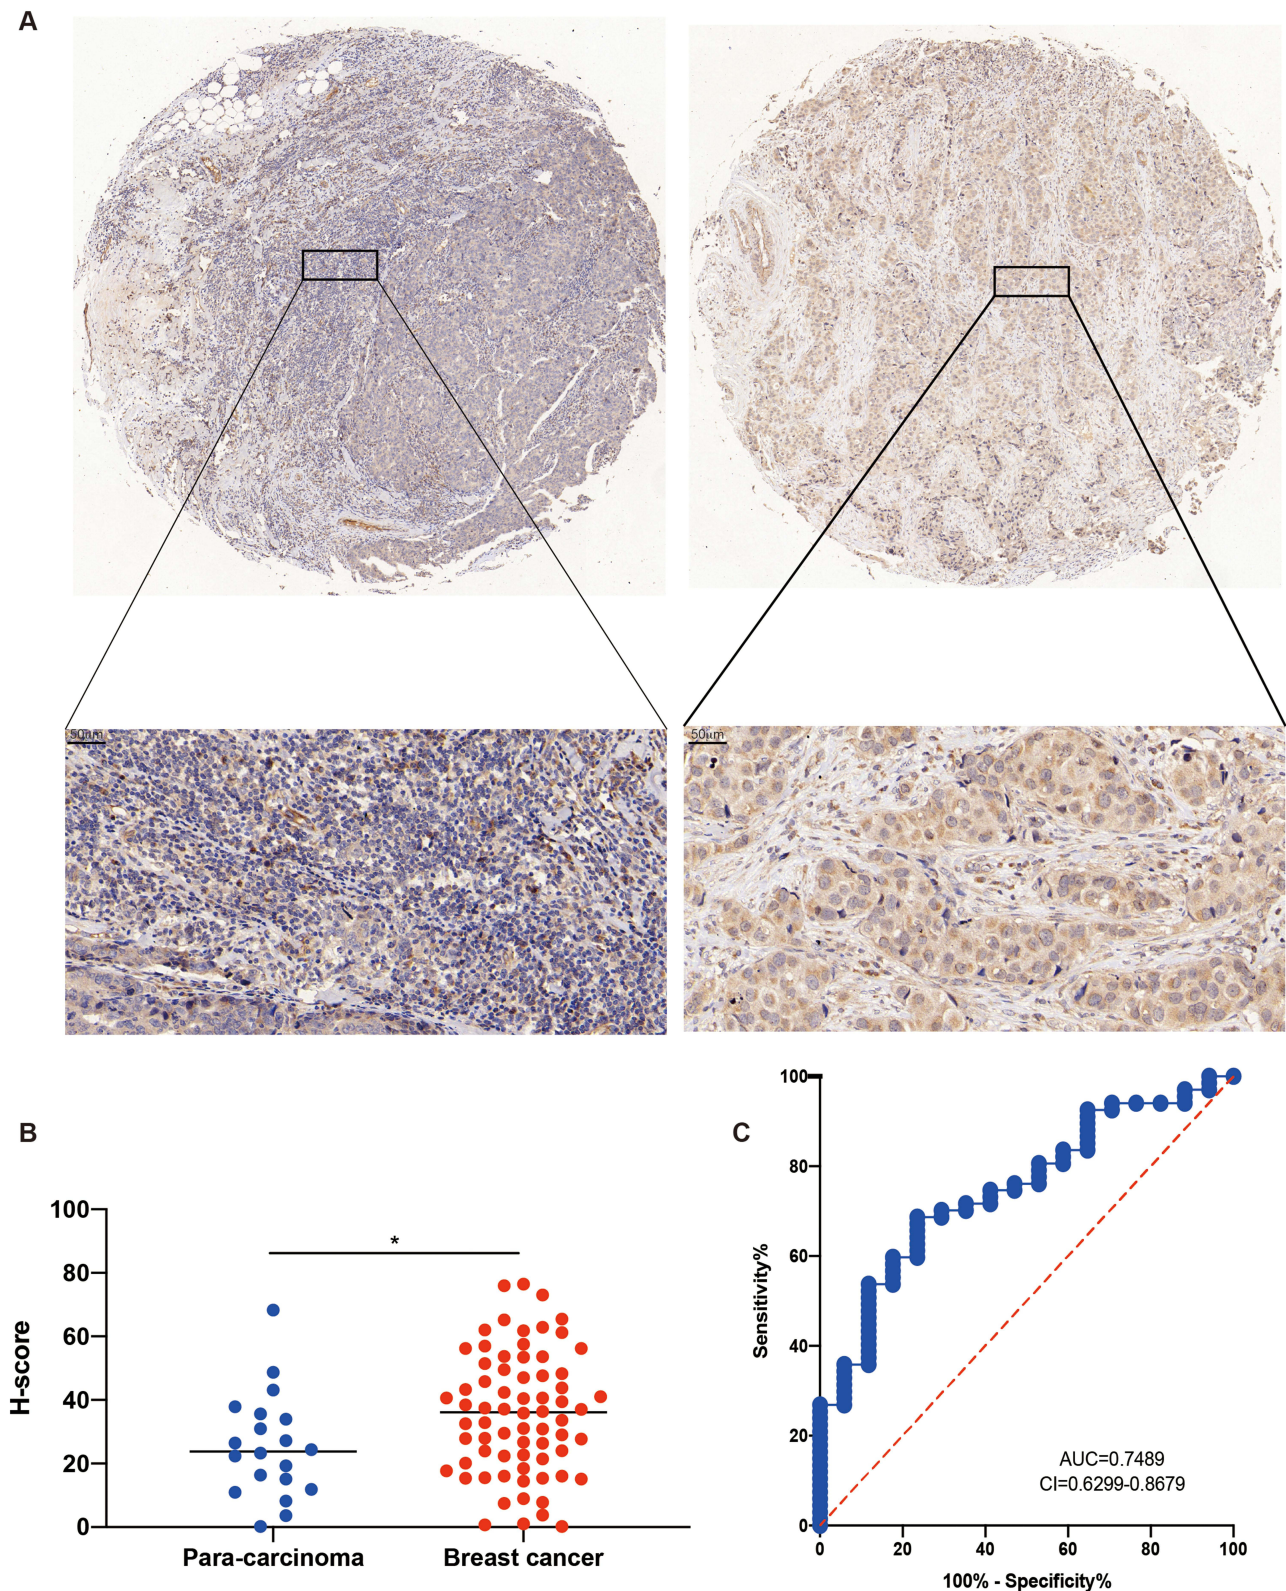 A
50μm
50μm
B
100
80
60
40
20
0
H-score
*
Para-carcinoma
Breast cancer
C
100
80
60
40
20
0
Sensitivity%
AUC=0.7489
CI=0.6299-0.8679
0 20 40 60 80 100
100% - Specificity%